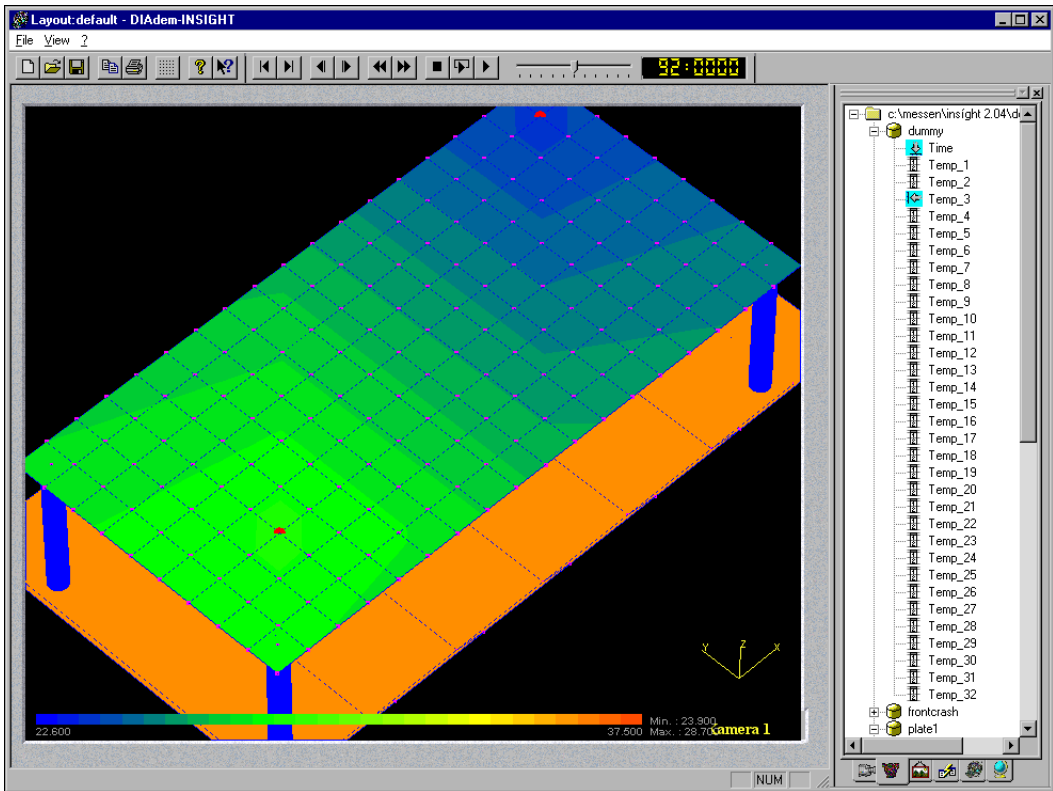 Layout:default - DIAdem-INSIGHT
File View ?
92:0000
c:\messen\insight 2.04\d
dummy
Time
Temp_1
Temp_2
Temp_3
Temp_4
Temp_5
Temp_6
Temp_7
Temp_8
Temp_9
Temp_10
Temp_11
Temp_12
Temp_13
Temp_14
Temp_15
Temp_16
Temp_17
Temp_18
Temp_19
Temp_20
Temp_21
Temp_22
Temp_23
Temp_24
Temp_25
Temp_26
Temp_27
Temp_28
Temp_29
Temp_30
Temp_31
Temp_32
frontcrash
plate1
Y Z X
22.600
37.500
Min. : 23.900
Max. : 28.70
Camera 1
NUM